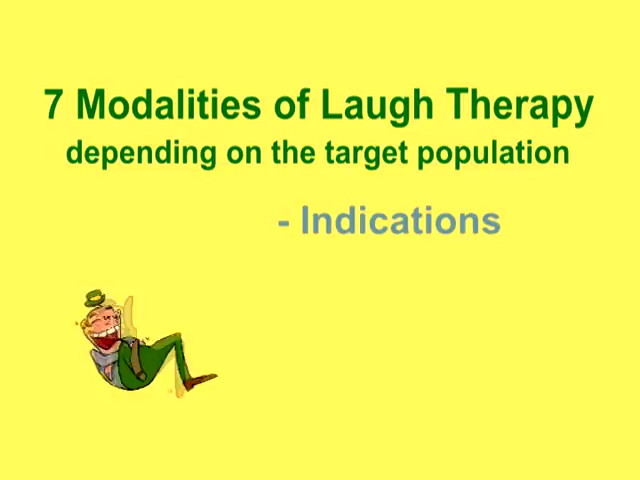 7 Modalities of Laugh Therapy
depending on the target population
- Indications